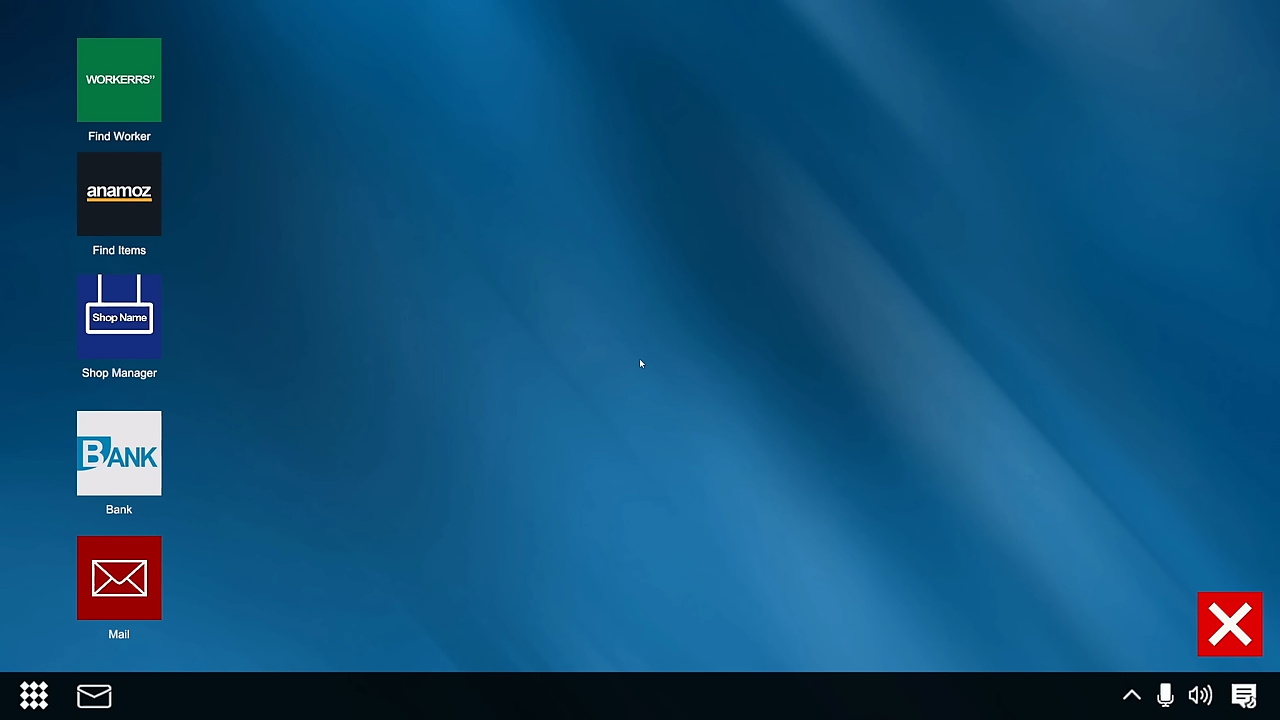 WORKERRS"
Find Worker
anamoz
Find Items
Shop Name
Shop Manager
BANK
Bank
Mail